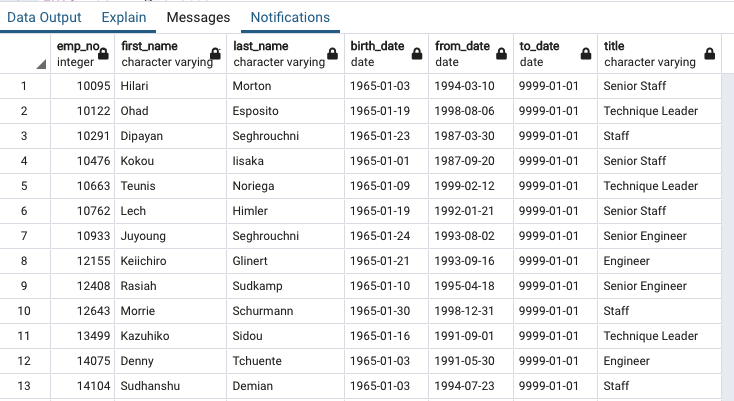 Data Output Explain Messages Notifications
emp_no first_name last_name birth_date from_date to_date title
integer character varying character varying date date date character varying
1 10095 Hilari Morton 1965-01-03 1994-03-10 9999-01-01 Senior Staff
2 10122 Ohad Esposito 1965-01-19 1998-08-06 9999-01-01 Technique Leader
3 10291 Dipayan Seghrouchni 1965-01-23 1987-03-30 9999-01-01 Staff
4 10476 Kokou Iisaka 1965-01-01 1987-09-20 9999-01-01 Senior Staff
5 10663 Teunis Noriega 1965-01-09 1999-02-12 9999-01-01 Technique Leader
6 10762 Lech Himler 1965-01-19 1992-01-21 9999-01-01 Senior Staff
7 10933 Juyoung Seghrouchni 1965-01-24 1993-08-02 9999-01-01 Senior Engineer
8 12155 Keiichiro Glinert 1965-01-21 1993-09-16 9999-01-01 Engineer
9 12408 Rasiah Sudkamp 1965-01-10 1995-04-18 9999-01-01 Senior Engineer
10 12643 Morrie Schurmann 1965-01-30 1998-12-31 9999-01-01 Staff
11 13499 Kazuhiko Sidou 1965-01-16 1991-09-01 9999-01-01 Technique Leader
12 14075 Denny Tchuente 1965-01-03 1991-05-30 9999-01-01 Engineer
13 14104 Sudhanshu Demian 1965-01-03 1994-07-23 9999-01-01 Staff